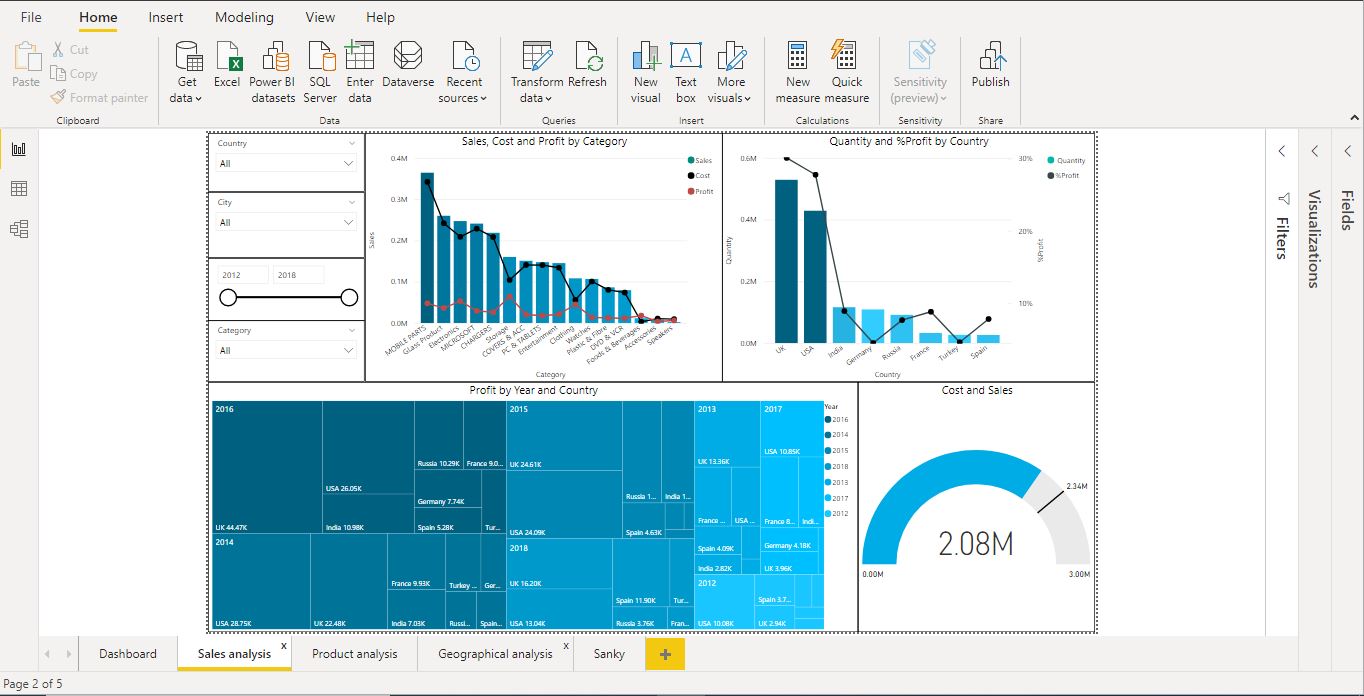 File Home Insert Modeling View Help
Paste
Cut
Copy
Format painter
Clipboard
Get data
Excel
Power BI datasets
SQL Server
Enter data
Dataverse
Recent sources
Data
Transform data
Refresh
Queries
New visual
Text box
More visuals
Insert
New measure
Quick measure
Calculations
Sensitivity (preview)
Sensitivity
Publish
Share
Country
All
City
All
2012 2018
Category
All
Sales, Cost and Profit by Category
0.4M
0.3M
0.2M
0.1M
0.0M
Sales
Sales
Cost
Profit
MOBILE PARTS
Glass Product
Electronics
MICROSOFT
CHARGERS
Storage
COVERS & ACC
PC & TABLETS
Entertainment
Clothing
Watches
Plastic & Fibre
DVD & VCR
Foods & Beverages
Accessories
Speakers
Category
Quantity and %Profit by Country
0.6M
0.4M
0.2M
0.0M
Quantity
30%
20%
10%
%Profit
Quantity
%Profit
UK
USA
India
Germany
Russia
France
Turkey
Spain
Country
Profit by Year and Country
2016
UK 44.47K
USA 26.05K
India 10.98K
Russia 10.29K
France 9.0...
Germany 7.74K
Spain 5.28K
Tur...
2014
USA 28.75K
UK 22.48K
France 9.93K
India 7.03K
Turkey ...
Ger...
Russi...
Spain...
2015
UK 24.61K
USA 24.09K
Russia 1...
India 1...
Spain 4.63K
2018
UK 16.20K
USA 13.04K
Spain 11.90K
Tur...
Russia 3.76K
Fran...
2013
UK 13.36K
France ...
USA ...
Spain 4.09K
India 2.82K
2017
USA 10.85K
France 8...
Indi...
Germany 4.18K
UK 3.96K
2012
USA 10.08K
Spain 3.7...
UK 2.94K
Year
2016
2014
2015
2018
2013
2017
2012
Cost and Sales
2.34M
2.08M
0.00M
3.00M
Filters
Visualizations
Fields
Dashboard
Sales analysis x
Product analysis
Geographical analysis x
Sanky
+
Page 2 of 5